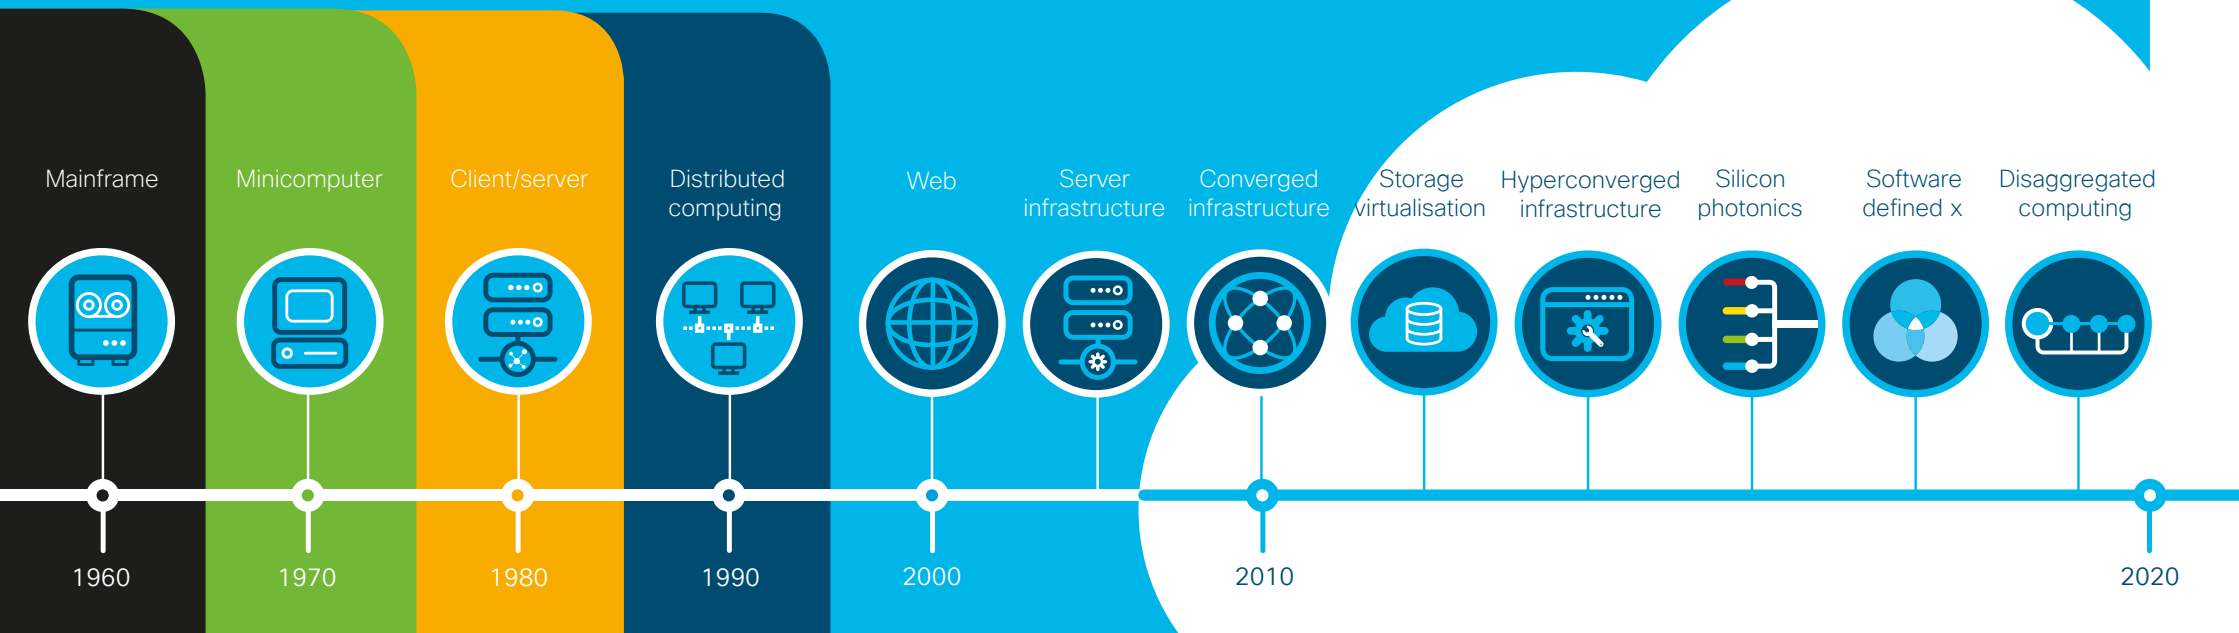 Mainframe
Minicomputer
Client/server
Distributed
computing
Web
Server
infrastructure
Converged
infrastructure
Storage
virtualisation
Hyperconverged
infrastructure
Silicon
photonics
Software
defined x
Disaggregated
computing
1960
1970
1980
1990
2000
2010
2020